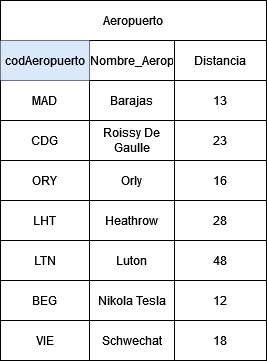 Aeropuerto
codAeropuerto Nombre_Aerop Distancia
MAD Barajas 13
CDG Roissy De Gaulle 23
ORY Orly 16
LHT Heathrow 28
LTN Luton 48
BEG Nikola Tesla 12
VIE Schwechat 18